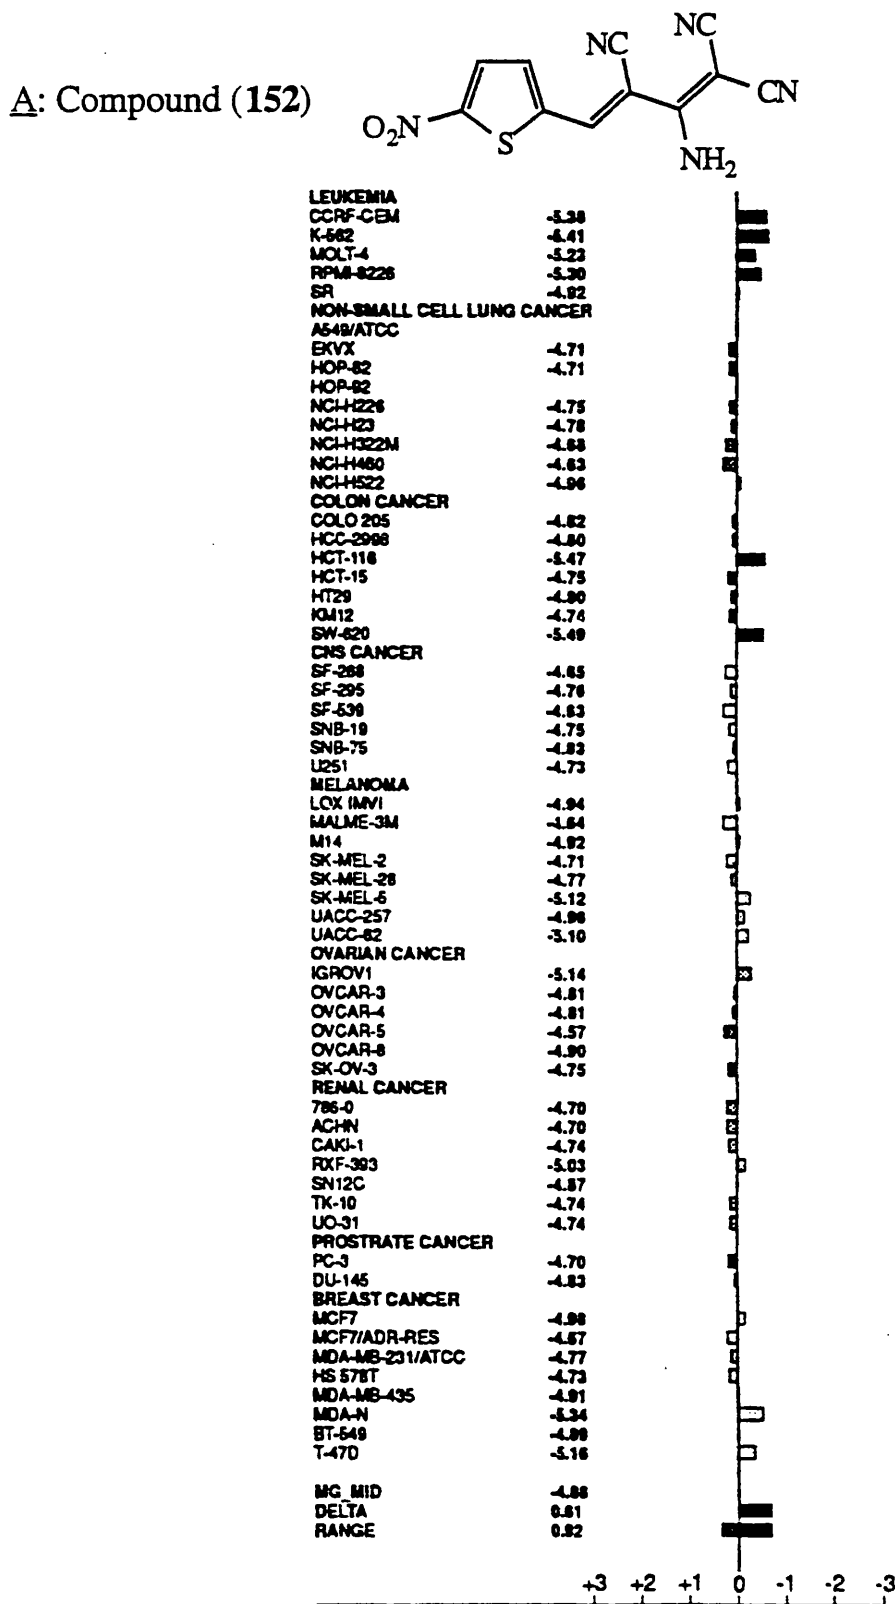 NC
NC
A: Compound (152)
CN
O₂N
S
NH₂
LEUKEMIA
CCRF-CEM -5.38
K-562 -5.41
MOLT-4 -5.23
RPMI-8226 -5.30
SR -4.92
NON-SMALL CELL LUNG CANCER
A549/ATCC
EKVX -4.71
HOP-62 -4.71
HOP-92
NCI-H226 -4.75
NCI-H23 -4.78
NCI-H322M -4.68
NCI-H460 -4.63
NCI-H522 -4.96
COLON CANCER
COLO 205 -4.82
HCC-2998 -4.80
HCT-116 -5.47
HCT-15 -4.75
HT29 -4.80
KM12 -4.74
SW-620 -5.49
CNS CANCER
SF-268 -4.65
SF-295 -4.76
SF-539 -4.63
SNB-19 -4.75
SNB-75 -4.83
U251 -4.73
MELANOMA
LOX IMVI -4.94
MALME-3M -4.64
M14 -4.92
SK-MEL-2 -4.71
SK-MEL-28 -4.77
SK-MEL-5 -5.12
UACC-257 -4.96
UACC-62 -5.10
OVARIAN CANCER
IGROV1 -5.14
OVCAR-3 -4.81
OVCAR-4 -4.81
OVCAR-5 -4.57
OVCAR-8 -4.90
SK-OV-3 -4.75
RENAL CANCER
786-0 -4.70
ACHN -4.70
CAKI-1 -4.74
RXF-393 -5.03
SN12C -4.87
TK-10 -4.74
UO-31 -4.74
PROSTRATE CANCER
PC-3 -4.70
DU-145 -4.83
BREAST CANCER
MCF7 -4.98
MCF7/ADR-RES -4.67
MDA-MB-231/ATCC -4.77
HS 578T -4.73
MDA-MB-435 -4.91
MDA-N -5.34
BT-549 -4.89
T-47D -5.16
MG_MID -4.88
DELTA 0.61
RANGE 0.92
+3 +2 +1 0 -1 -2 -3